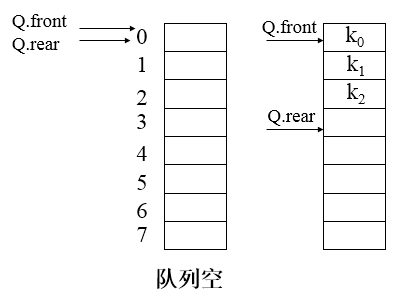 Q.front
Q.rear
0
1
2
3
4
5
6
7
队列空
Q.front
k₀
k₁
k₂
Q.rear